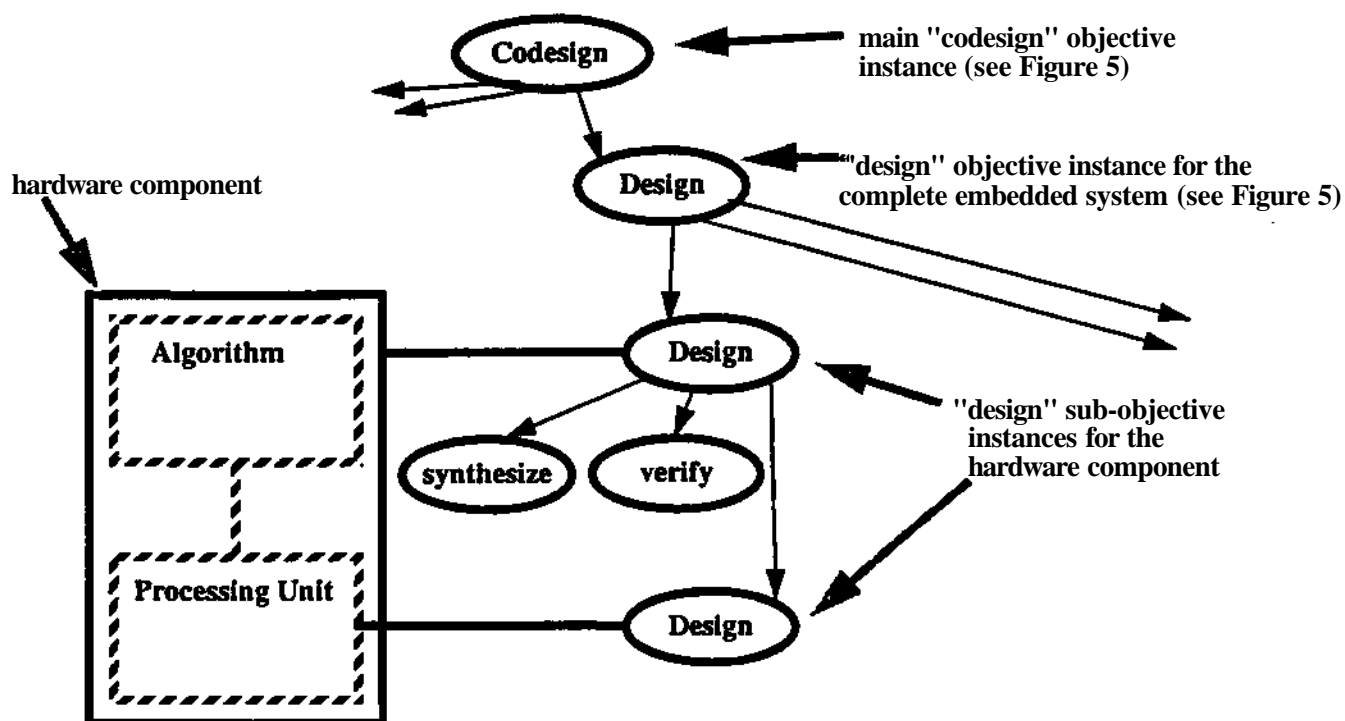 Codesign
main "codesign" objective
instance (see Figure 5)
Design
"design" objective instance for the
complete embedded system (see Figure 5)
hardware component
Algorithm
Design
synthesize
verify
"design" sub-objective
instances for the
hardware component
Processing Unit
Design